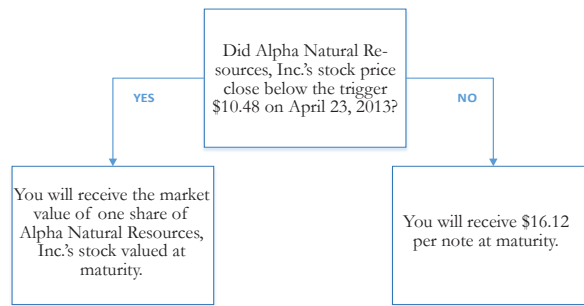 Did Alpha Natural Re-
sources, Inc.'s stock price
close below the trigger
$10.48 on April 23, 2013?
YES
NO
You will receive the market
value of one share of
Alpha Natural Resources,
Inc.'s stock valued at
maturity.
You will receive $16.12
per note at maturity.